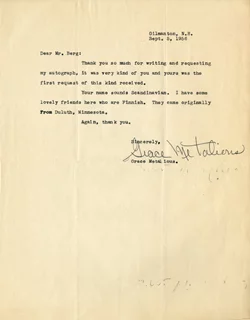 Gilmanton, N.H.
Sept. 5, 1956
Dear Mr. Berg:
Thank you so much for writing and requesting
my autograph. It was very kind of you and yours was the
first request of this kind received.
Your name sounds Scandinavian. I have some
lovely friends here who are Finnish. They come originally
from Duluth, Minnesota.
Again, thank you.
Sincerely,
Grace Metalious
Grace Metalious.